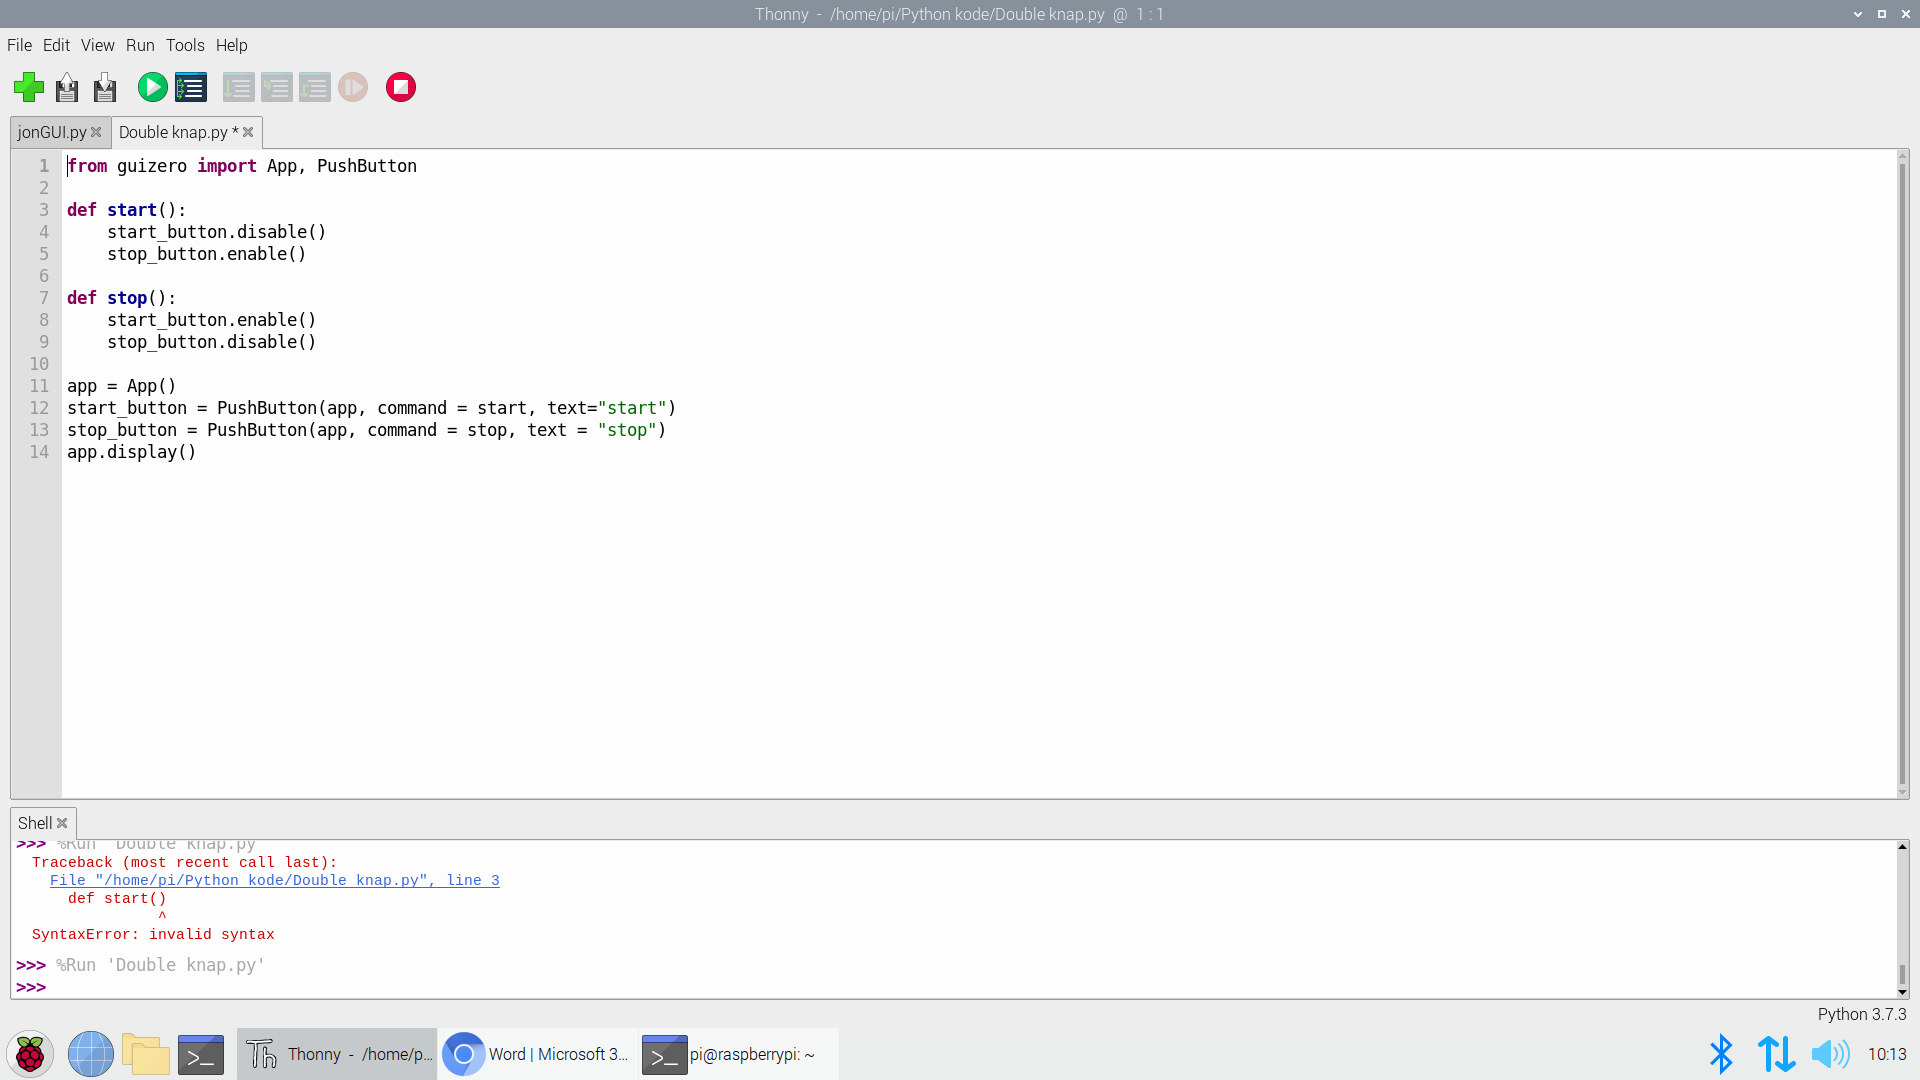 Thonny - /home/pi/Python kode/Double knap.py @ 1 : 1
File Edit View Run Tools Help
jonGUI.py Double knap.py *
1 from guizero import App, PushButton
2
3 def start():
4     start_button.disable()
5     stop_button.enable()
6
7 def stop():
8     start_button.enable()
9     stop_button.disable()
10
11 app = App()
12 start_button = PushButton(app, command = start, text="start")
13 stop_button = PushButton(app, command = stop, text = "stop")
14 app.display()
Shell
>>> %Run 'Double knap.py'
Traceback (most recent call last):
File "/home/pi/Python kode/Double knap.py", line 3
def start()
^
SyntaxError: invalid syntax
>>> %Run 'Double knap.py'
>>>
Python 3.7.3
>_ Th Thonny - /home/p... Word | Microsoft 3... >_ pi@raspberrypi: ~ 10:13